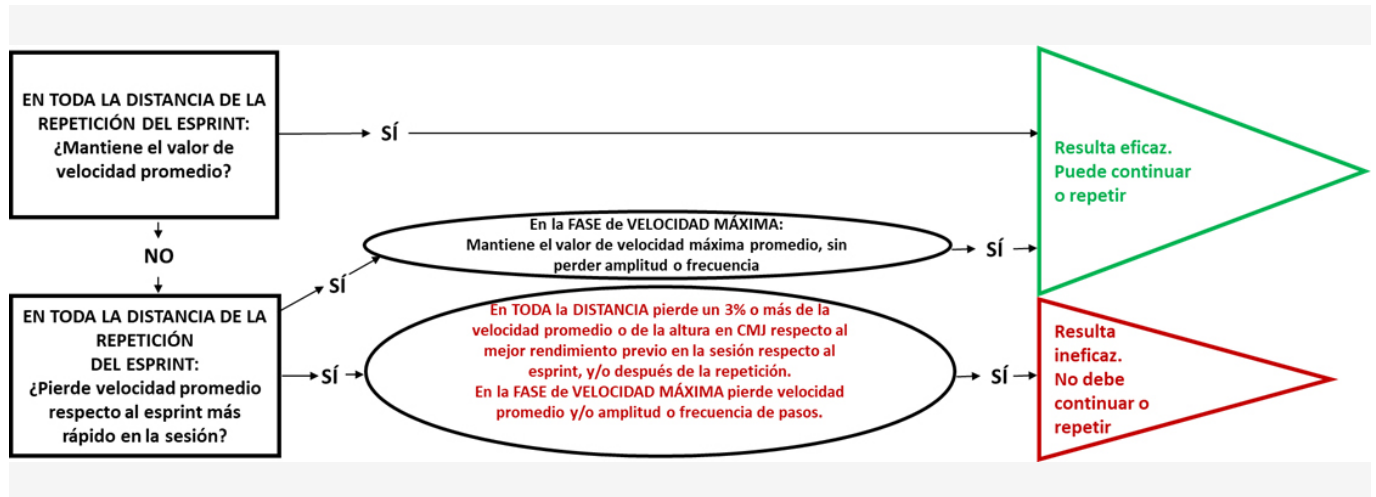 EN TODA LA DISTANCIA DE LA
REPETICIÓN DEL ESPRINT:
¿Mantiene el valor de
velocidad promedio?
SÍ
Resulta eficaz.
Puede continuar
o repetir
NO
En la FASE de VELOCIDAD MÁXIMA:
Mantiene el valor de velocidad máxima promedio, sin
perder amplitud o frecuencia
SÍ
SÍ
EN TODA LA DISTANCIA DE LA
REPETICIÓN
DEL ESPRINT:
¿Pierde velocidad promedio
respecto al esprint más
rápido en la sesión?
SÍ
En TODA la DISTANCIA pierde un 3% o más de la
velocidad promedio o de la altura en CMJ respecto al
mejor rendimiento previo en la sesión respecto al
esprint, y/o después de la repetición.
En la FASE de VELOCIDAD MÁXIMA pierde velocidad
promedio y/o amplitud o frecuencia de pasos.
SÍ
Resulta
ineficaz.
No debe
continuar o
repetir